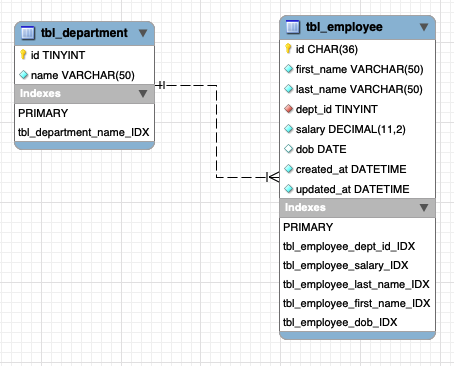 tbl_department
id TINYINT
name VARCHAR(50)
Indexes
PRIMARY
tbl_department_name_IDX
tbl_employee
id CHAR(36)
first_name VARCHAR(50)
last_name VARCHAR(50)
dept_id TINYINT
salary DECIMAL(11,2)
dob DATE
created_at DATETIME
updated_at DATETIME
Indexes
PRIMARY
tbl_employee_dept_id_IDX
tbl_employee_salary_IDX
tbl_employee_last_name_IDX
tbl_employee_first_name_IDX
tbl_employee_dob_IDX